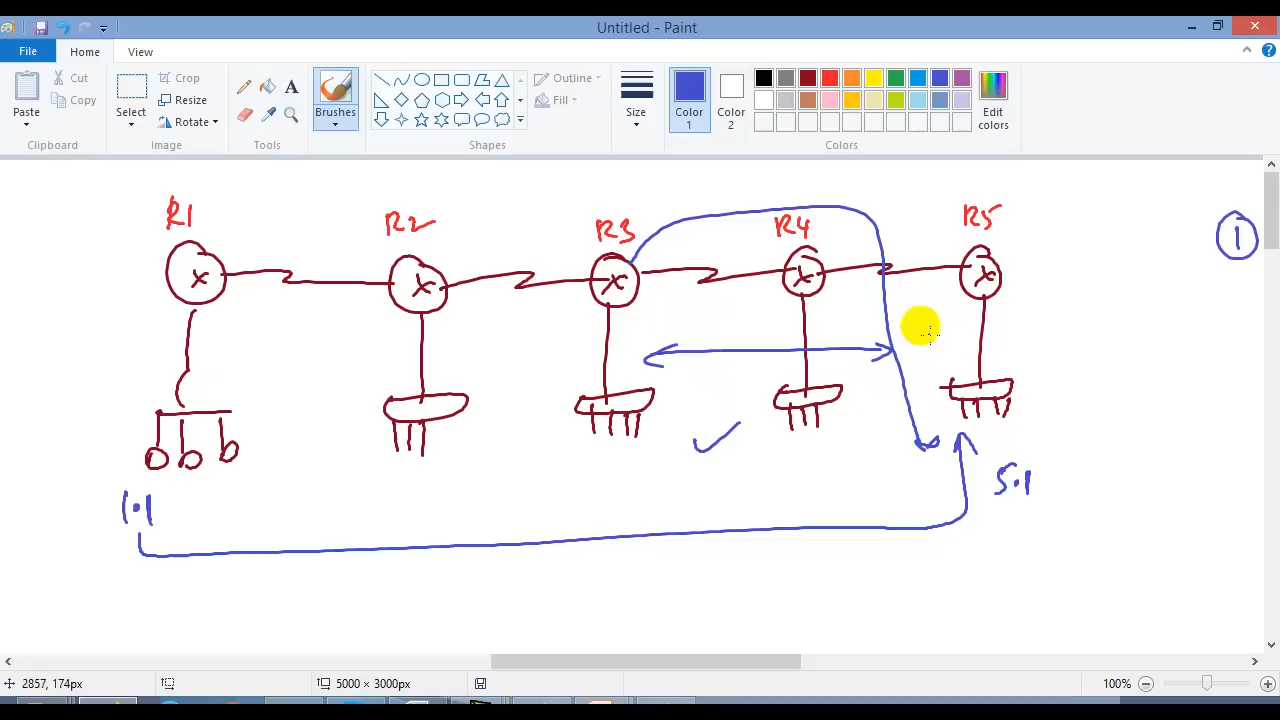 Untitled - Paint
File Home View
Paste
Cut
Copy
Clipboard
Select
Crop
Resize
Rotate
Image
A
Tools
Brushes
Shapes
Outline
Fill
Size
Color 1
Color 2
Edit colors
Colors
R1 R2 R3 R4 R5
1
X X X X X
1.1
5.1
2857, 174px
5000 × 3000px
100%